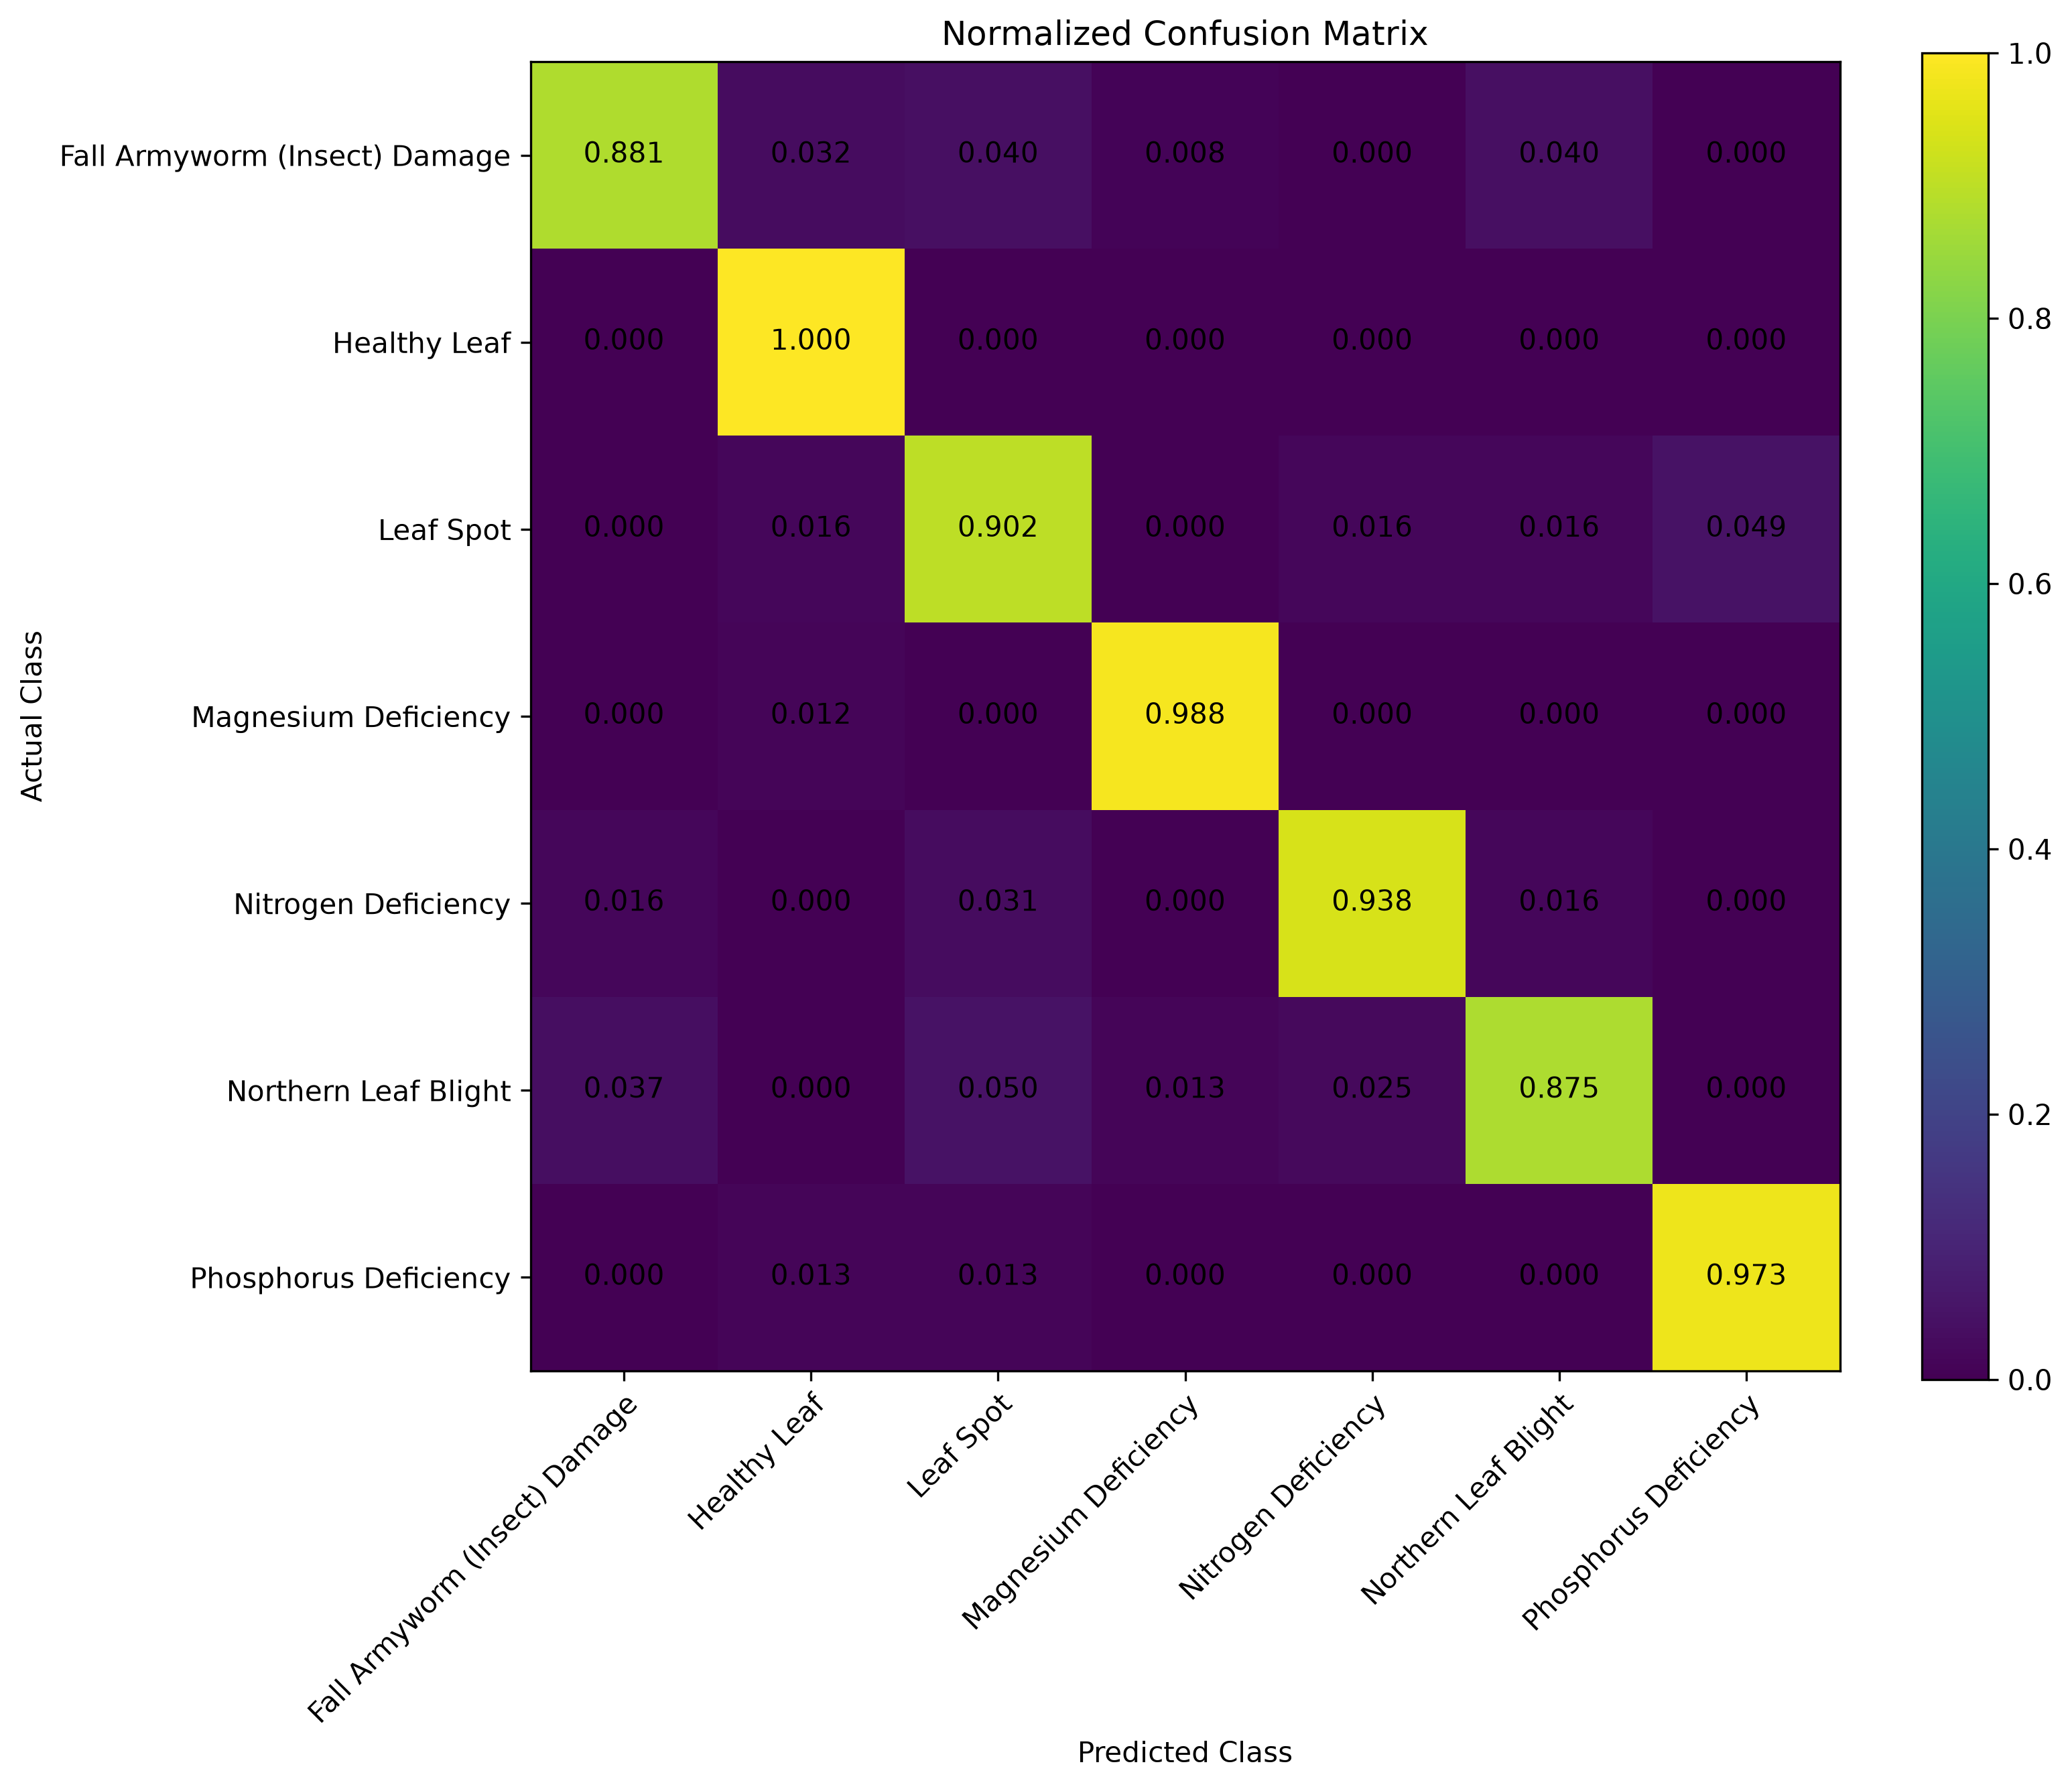 Normalized Confusion Matrix
1.0
Fall Armyworm (Insect) Damage 0.881 0.032 0.040 0.008 0.000 0.040 0.000
0.8
Healthy Leaf 0.000 1.000 0.000 0.000 0.000 0.000 0.000
Leaf Spot 0.000 0.016 0.902 0.000 0.016 0.016 0.049
0.6
Actual Class
Magnesium Deficiency 0.000 0.012 0.000 0.988 0.000 0.000 0.000
0.4
Nitrogen Deficiency 0.016 0.000 0.031 0.000 0.938 0.016 0.000
Northern Leaf Blight 0.037 0.000 0.050 0.013 0.025 0.875 0.000
0.2
Phosphorus Deficiency 0.000 0.013 0.013 0.000 0.000 0.000 0.973
0.0
Fall Armyworm (Insect) Damage
Healthy Leaf
Leaf Spot
Magnesium Deficiency
Nitrogen Deficiency
Northern Leaf Blight
Phosphorus Deficiency
Predicted Class